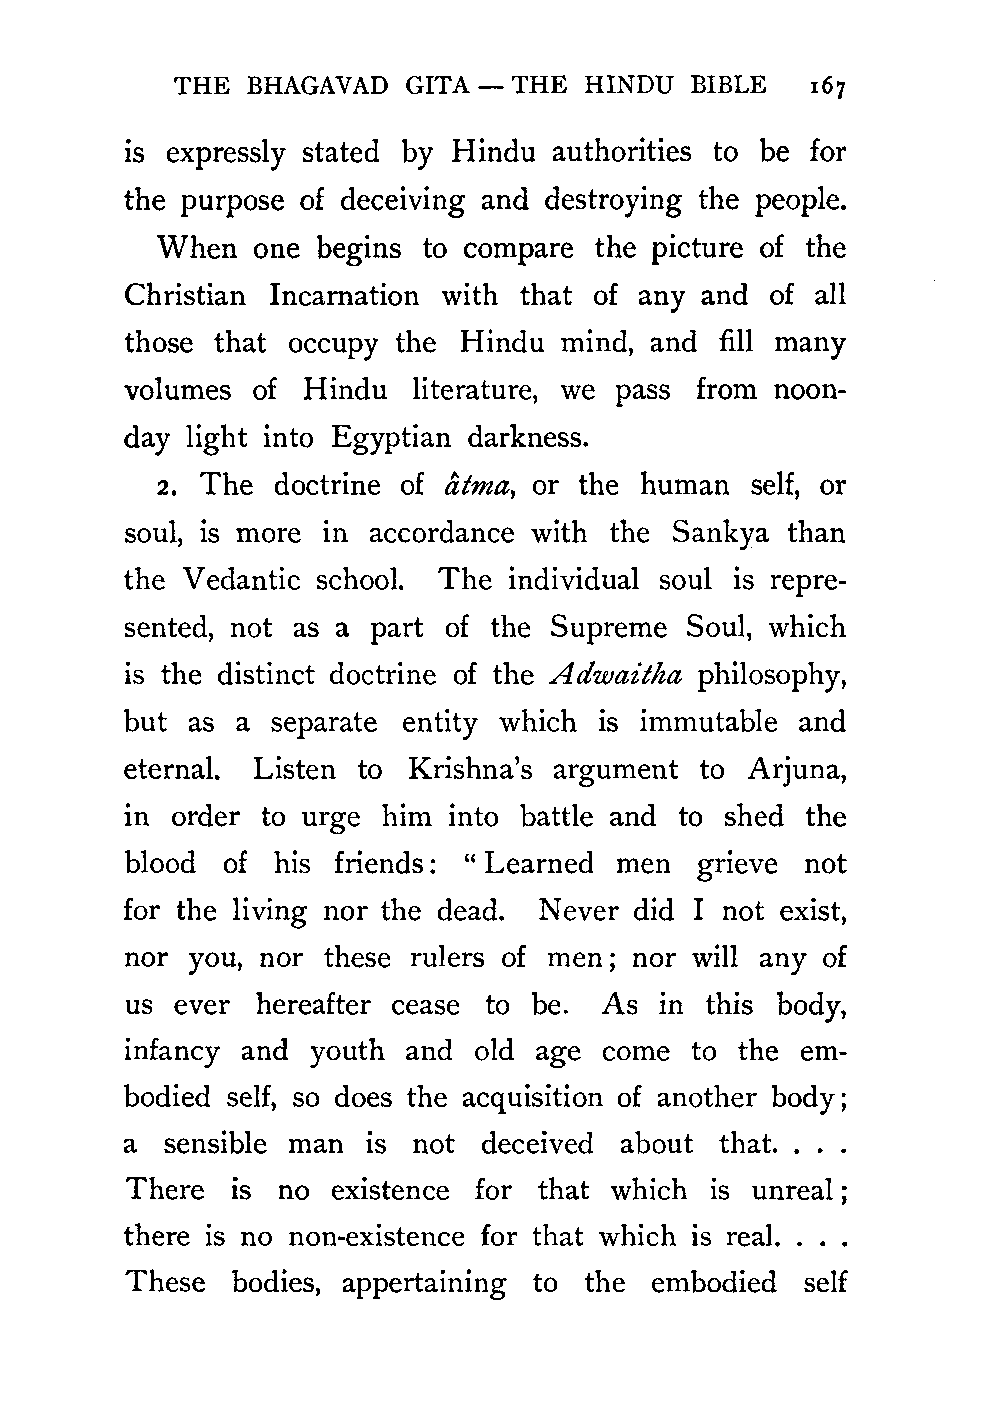 THE BHAGAVAD GITA — THE HINDU BIBLE 167
is expressly stated by Hindu authorities to be for
the purpose of deceiving and destroying the people.
When one begins to compare the picture of the
Christian Incarnation with that of any and of all
those that occupy the Hindu mind, and fill many
volumes of Hindu literature, we pass from noon-
day light into Egyptian darkness.
2. The doctrine of âtma, or the human self, or
soul, is more in accordance with the Sankya than
the Vedantic school. The individual soul is repre-
sented, not as a part of the Supreme Soul, which
is the distinct doctrine of the Adwaitha philosophy,
but as a separate entity which is immutable and
eternal. Listen to Krishna's argument to Arjuna,
in order to urge him into battle and to shed the
blood of his friends: “Learned men grieve not
for the living nor the dead. Never did I not exist,
nor you, nor these rulers of men; nor will any of
us ever hereafter cease to be. As in this body,
infancy and youth and old age come to the em-
bodied self, so does the acquisition of another body;
a sensible man is not deceived about that. . . .
There is no existence for that which is unreal;
there is no non-existence for that which is real. . . .
These bodies, appertaining to the embodied self